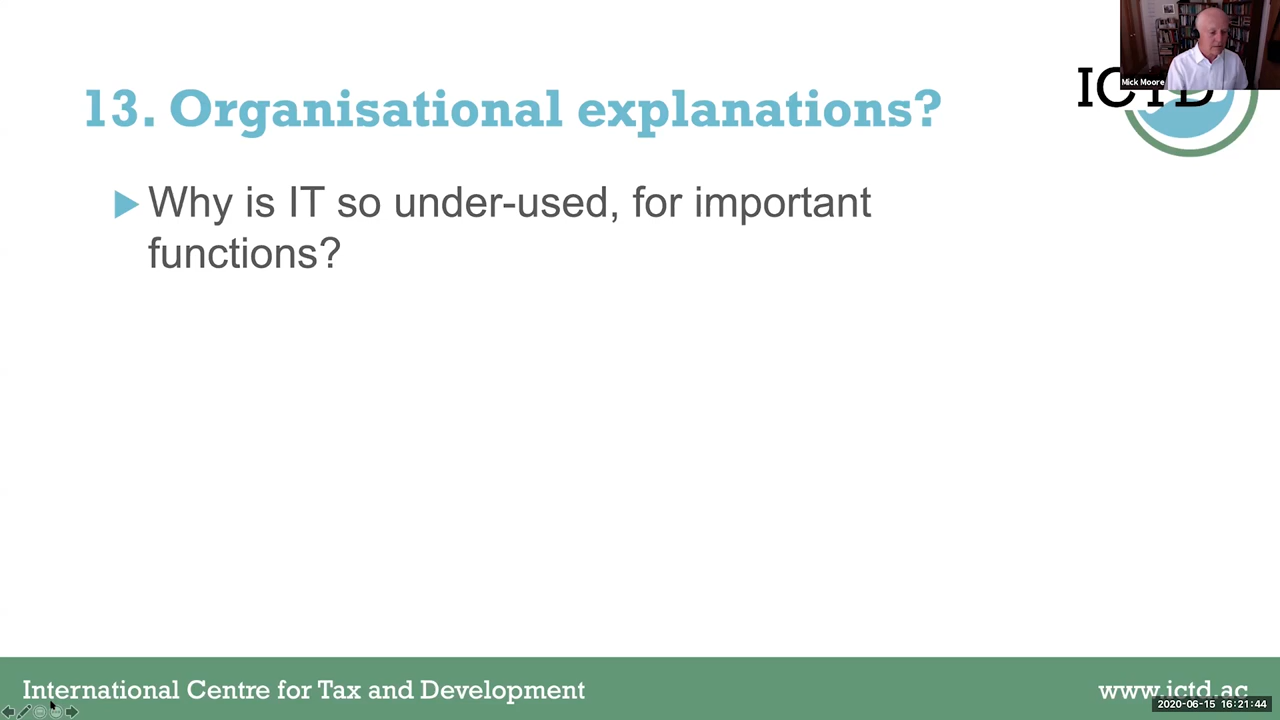 Mick Moore
ICTD
13. Organisational explanations?
Why is IT so under-used, for important
functions?
International Centre for Tax and Development
www.ictd.ac
2020-06-15 16:21:44